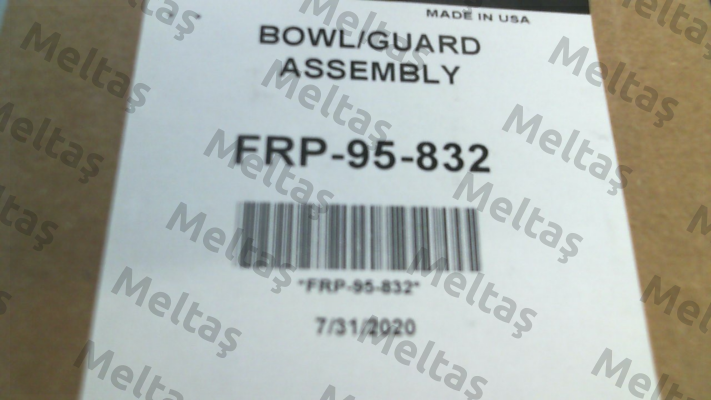 MADE IN USA
BOWL/GUARD
ASSEMBLY
FRP-95-832
"FRP-95-832"
7/31/2020
Meltaş